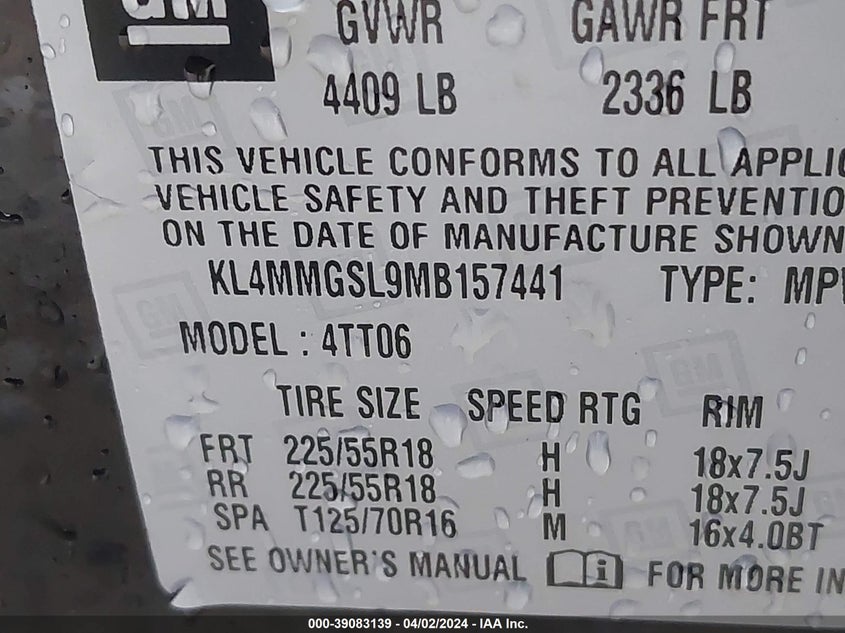 GM GVWR GAWR FRT
4409 LB 2336 LB
THIS VEHICLE CONFORMS TO ALL APPLIC
VEHICLE SAFETY AND THEFT PREVENTIO
ON THE DATE OF MANUFACTURE SHOWN
KL4MMGSL9MB157441 TYPE: MPV
MODEL : 4TT06
TIRE SIZE SPEED RTG RIM
FRT 225/55R18 H 18x7.5J
RR 225/55R18 H 18x7.5J
SPA T125/70R16 M 16x4.0BT
SEE OWNER'S MANUAL i FOR MORE IN
000-39083139 - 04/02/2024 - IAA Inc.